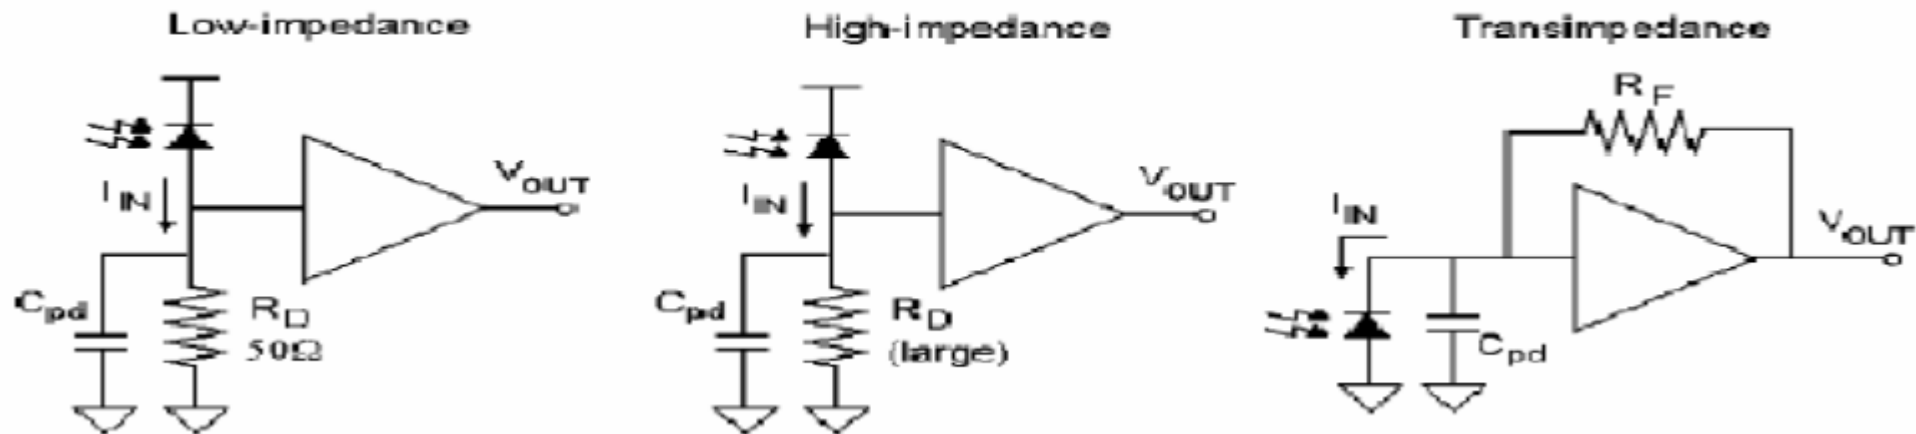 Low-impedance
I IN
V OUT
C pd
R D
50Ω
High-impedance
I IN
V OUT
C pd
R D
(large)
Transimpedance
R F
I IN
V OUT
C pd